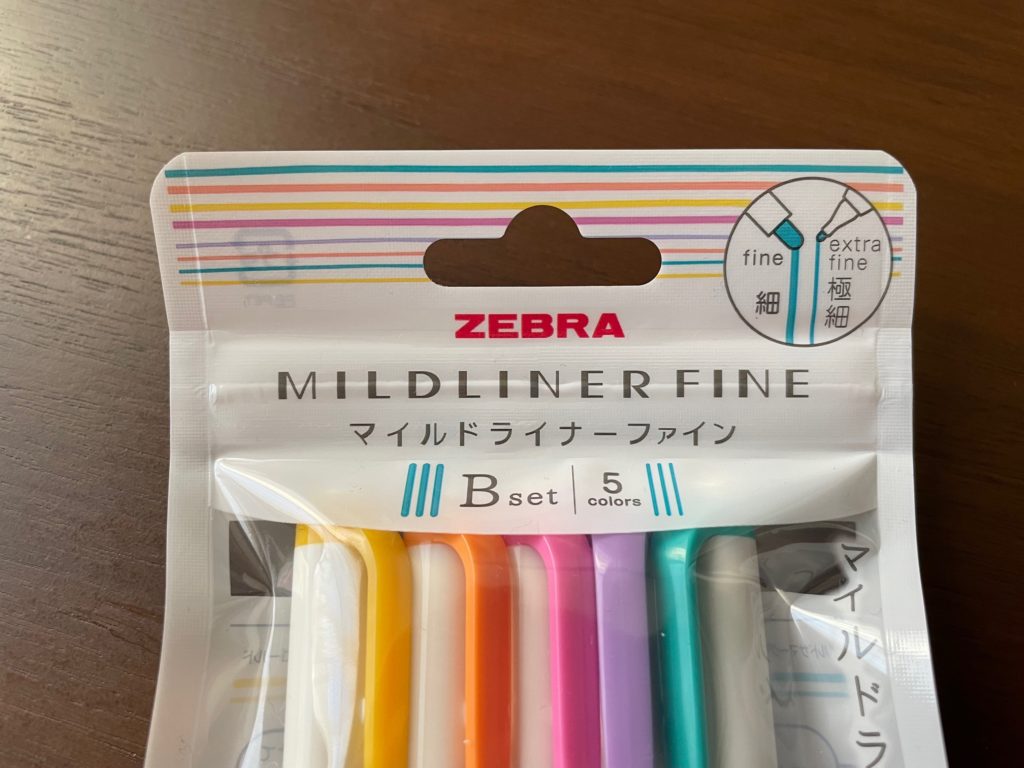 fine
extra
fine
細
極細
ZEBRA
MILDLINER FINE
マイルドライナーファイン
B set
5
colors
マイルドラ